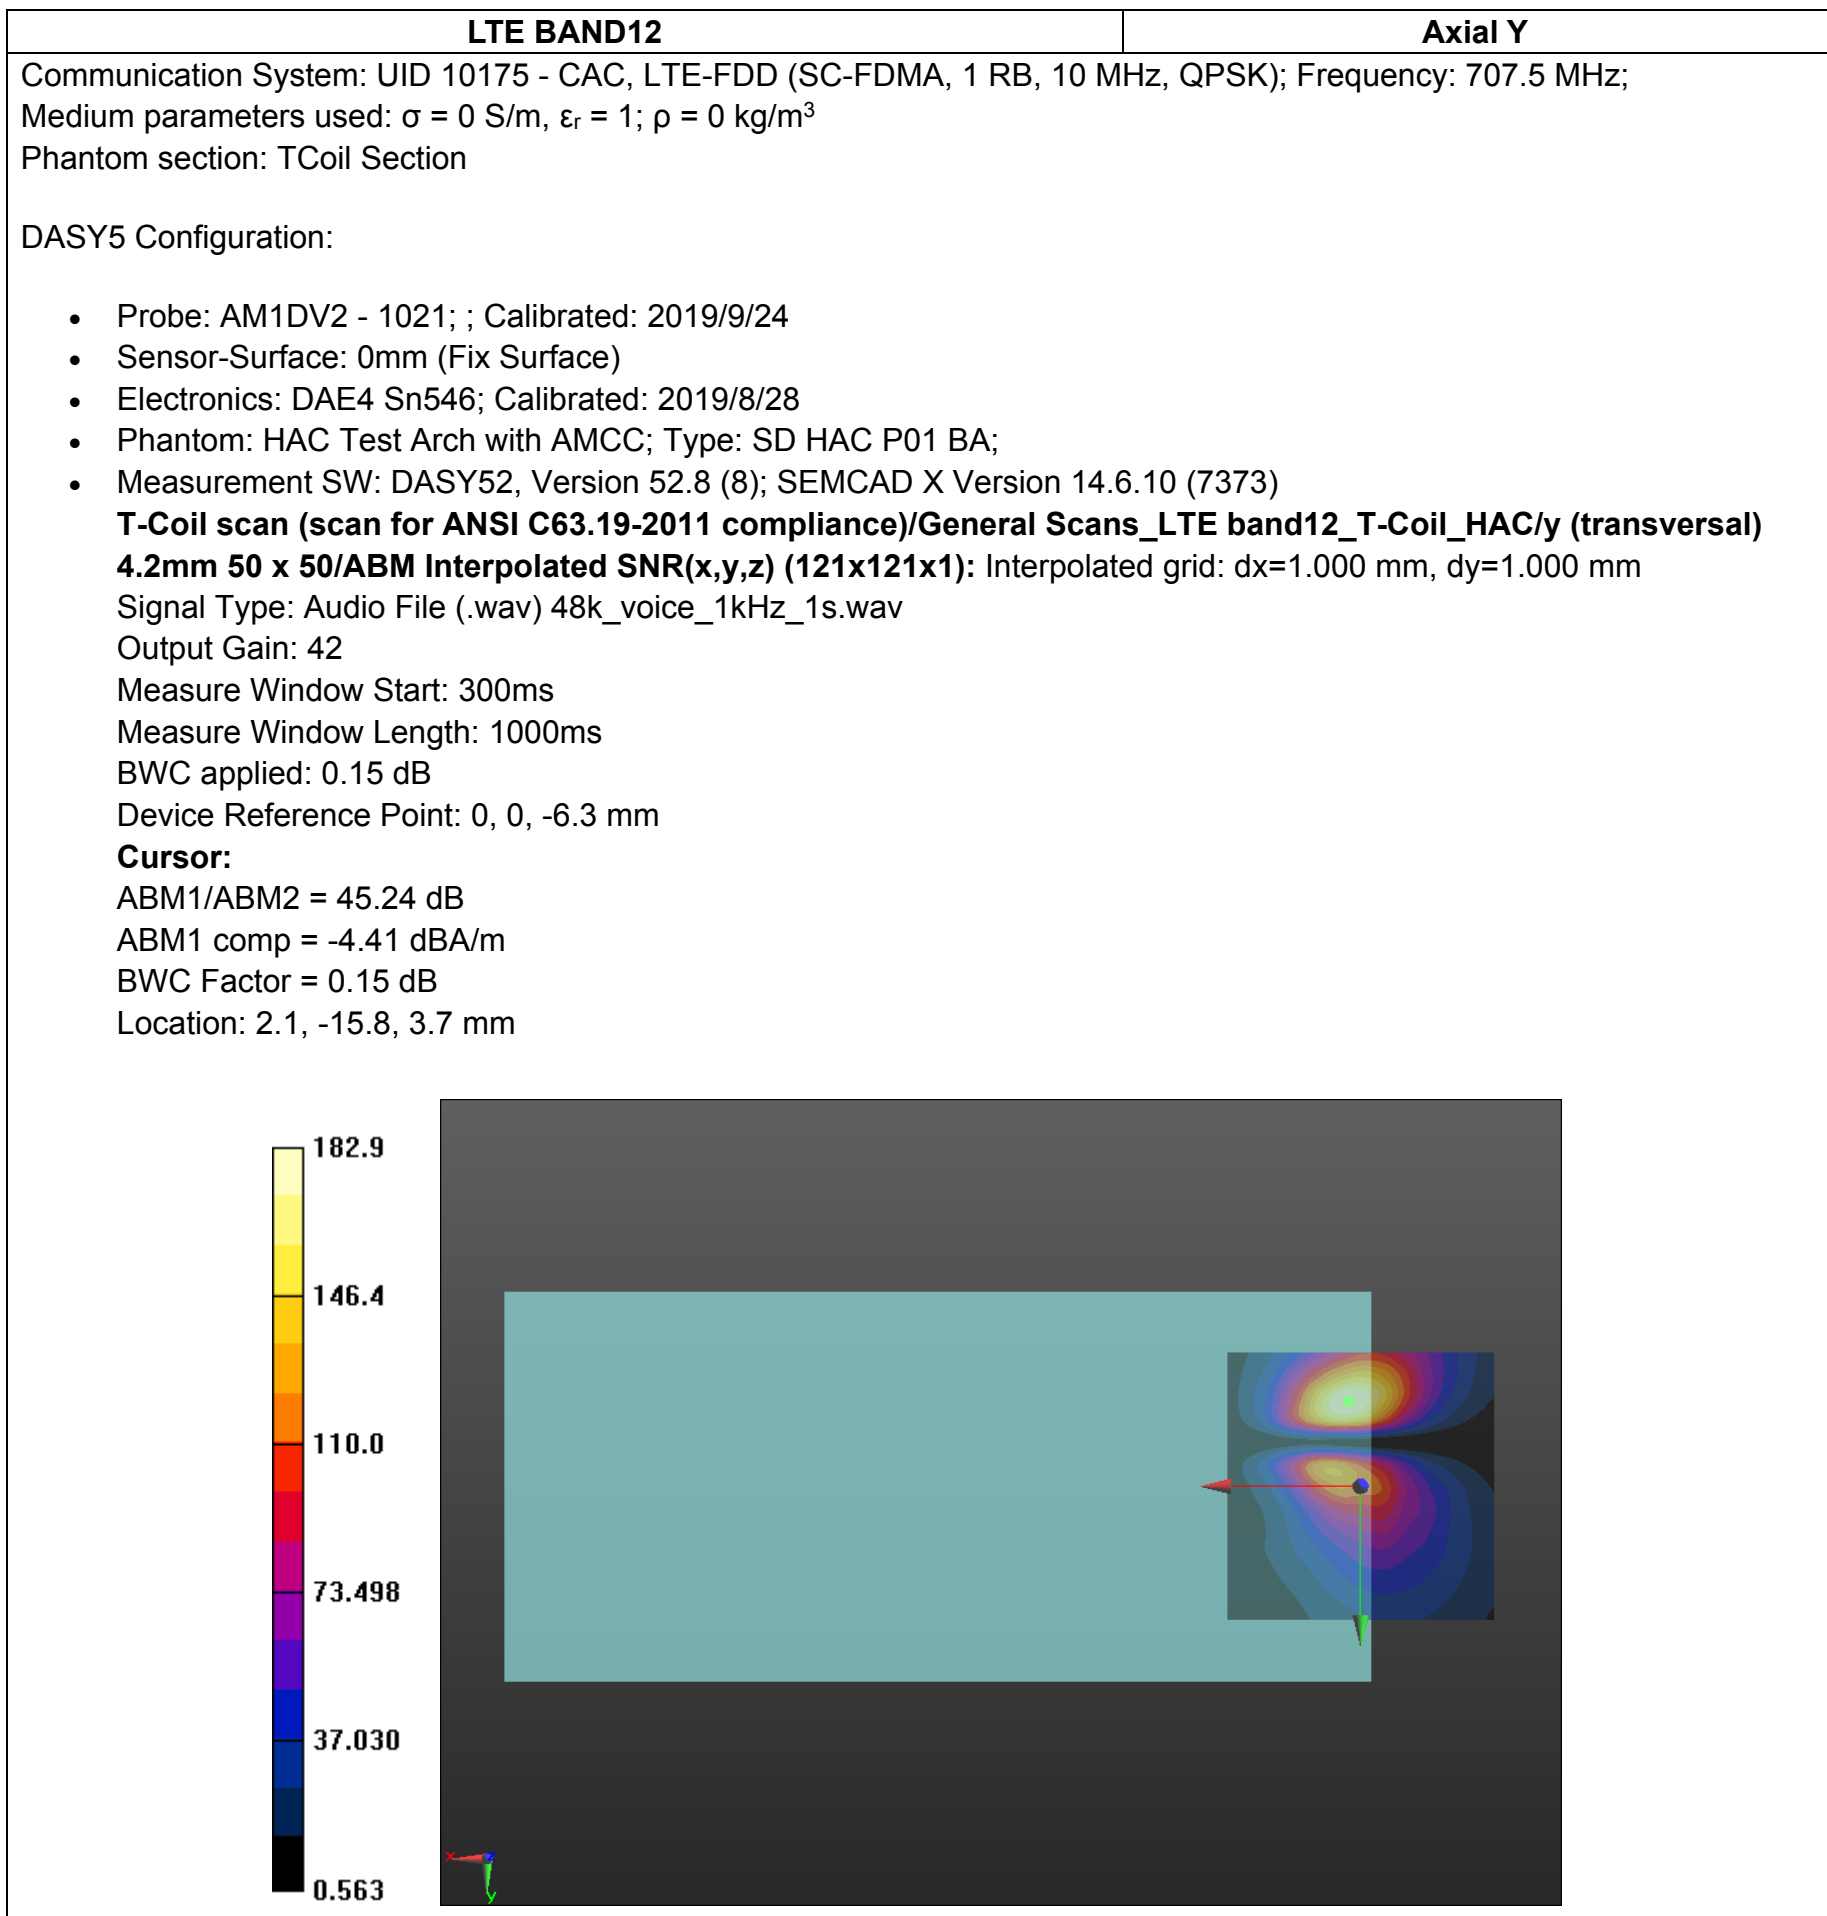 LTE BAND12 Axial Y
Communication System: UID 10175 - CAC, LTE-FDD (SC-FDMA, 1 RB, 10 MHz, QPSK); Frequency: 707.5 MHz;
Medium parameters used: σ = 0 S/m, εr = 1; ρ = 0 kg/m³
Phantom section: TCoil Section
DASY5 Configuration:
• Probe: AM1DV2 - 1021; ; Calibrated: 2019/9/24
• Sensor-Surface: 0mm (Fix Surface)
• Electronics: DAE4 Sn546; Calibrated: 2019/8/28
• Phantom: HAC Test Arch with AMCC; Type: SD HAC P01 BA;
• Measurement SW: DASY52, Version 52.8 (8); SEMCAD X Version 14.6.10 (7373)
T-Coil scan (scan for ANSI C63.19-2011 compliance)/General Scans_LTE band12_T-Coil_HAC/y (transversal)
4.2mm 50 x 50/ABM Interpolated SNR(x,y,z) (121x121x1): Interpolated grid: dx=1.000 mm, dy=1.000 mm
Signal Type: Audio File (.wav) 48k_voice_1kHz_1s.wav
Output Gain: 42
Measure Window Start: 300ms
Measure Window Length: 1000ms
BWC applied: 0.15 dB
Device Reference Point: 0, 0, -6.3 mm
Cursor:
ABM1/ABM2 = 45.24 dB
ABM1 comp = -4.41 dBA/m
BWC Factor = 0.15 dB
Location: 2.1, -15.8, 3.7 mm
182.9
146.4
110.0
73.498
37.030
0.563
x z
y